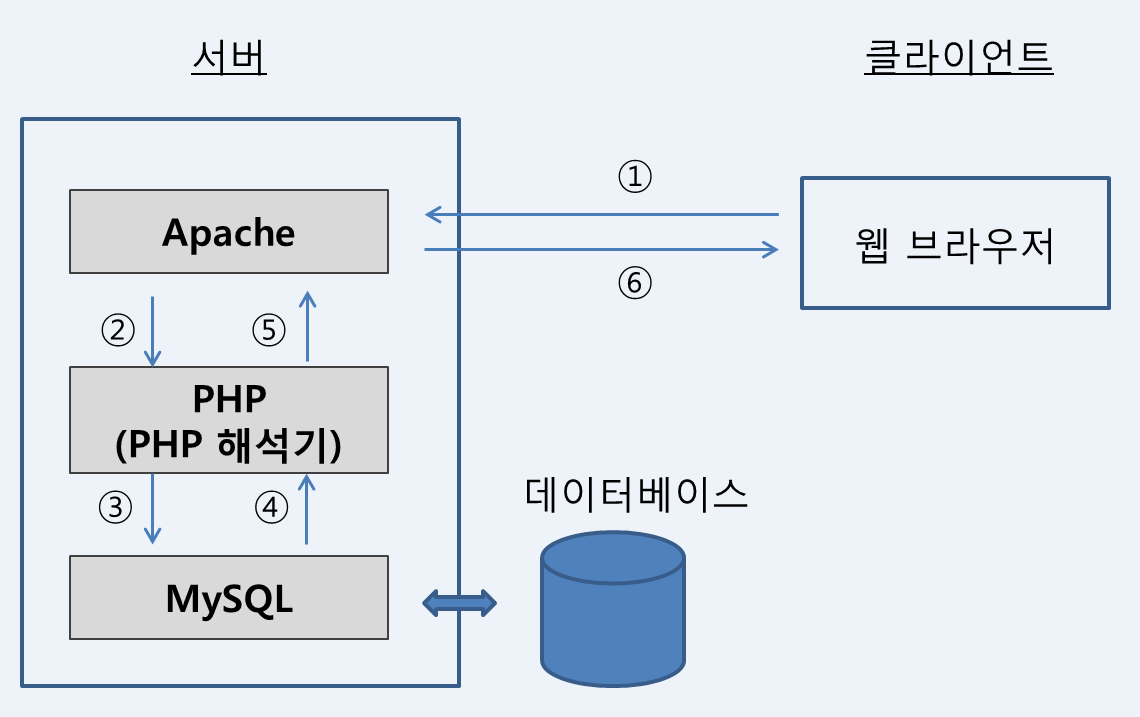 서버
클라이언트
①
Apache
웹 브라우저
⑥
②
⑤
PHP
(PHP 해석기)
③
④
데이터베이스
MySQL